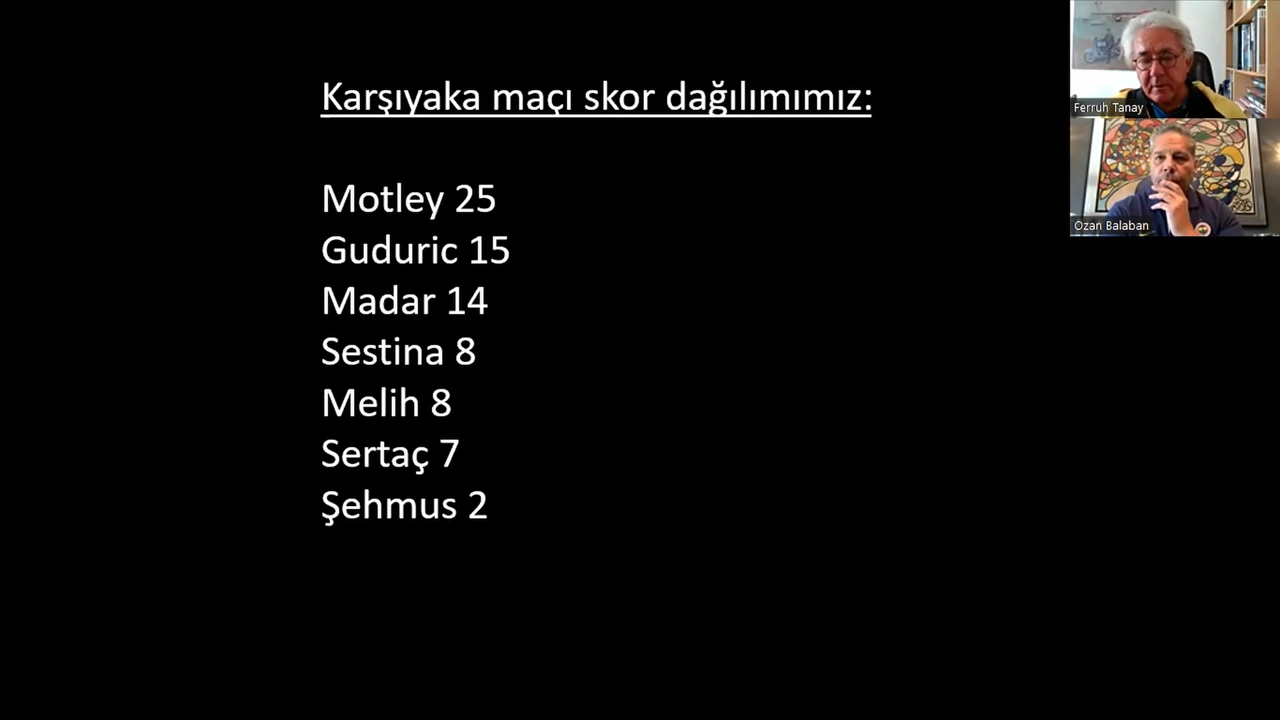 Karşıyaka maçı skor dağılımımız:
Motley 25
Guduric 15
Madar 14
Sestina 8
Melih 8
Sertaç 7
Şehmus 2
Ferruh Tanay
Ozan Balaban